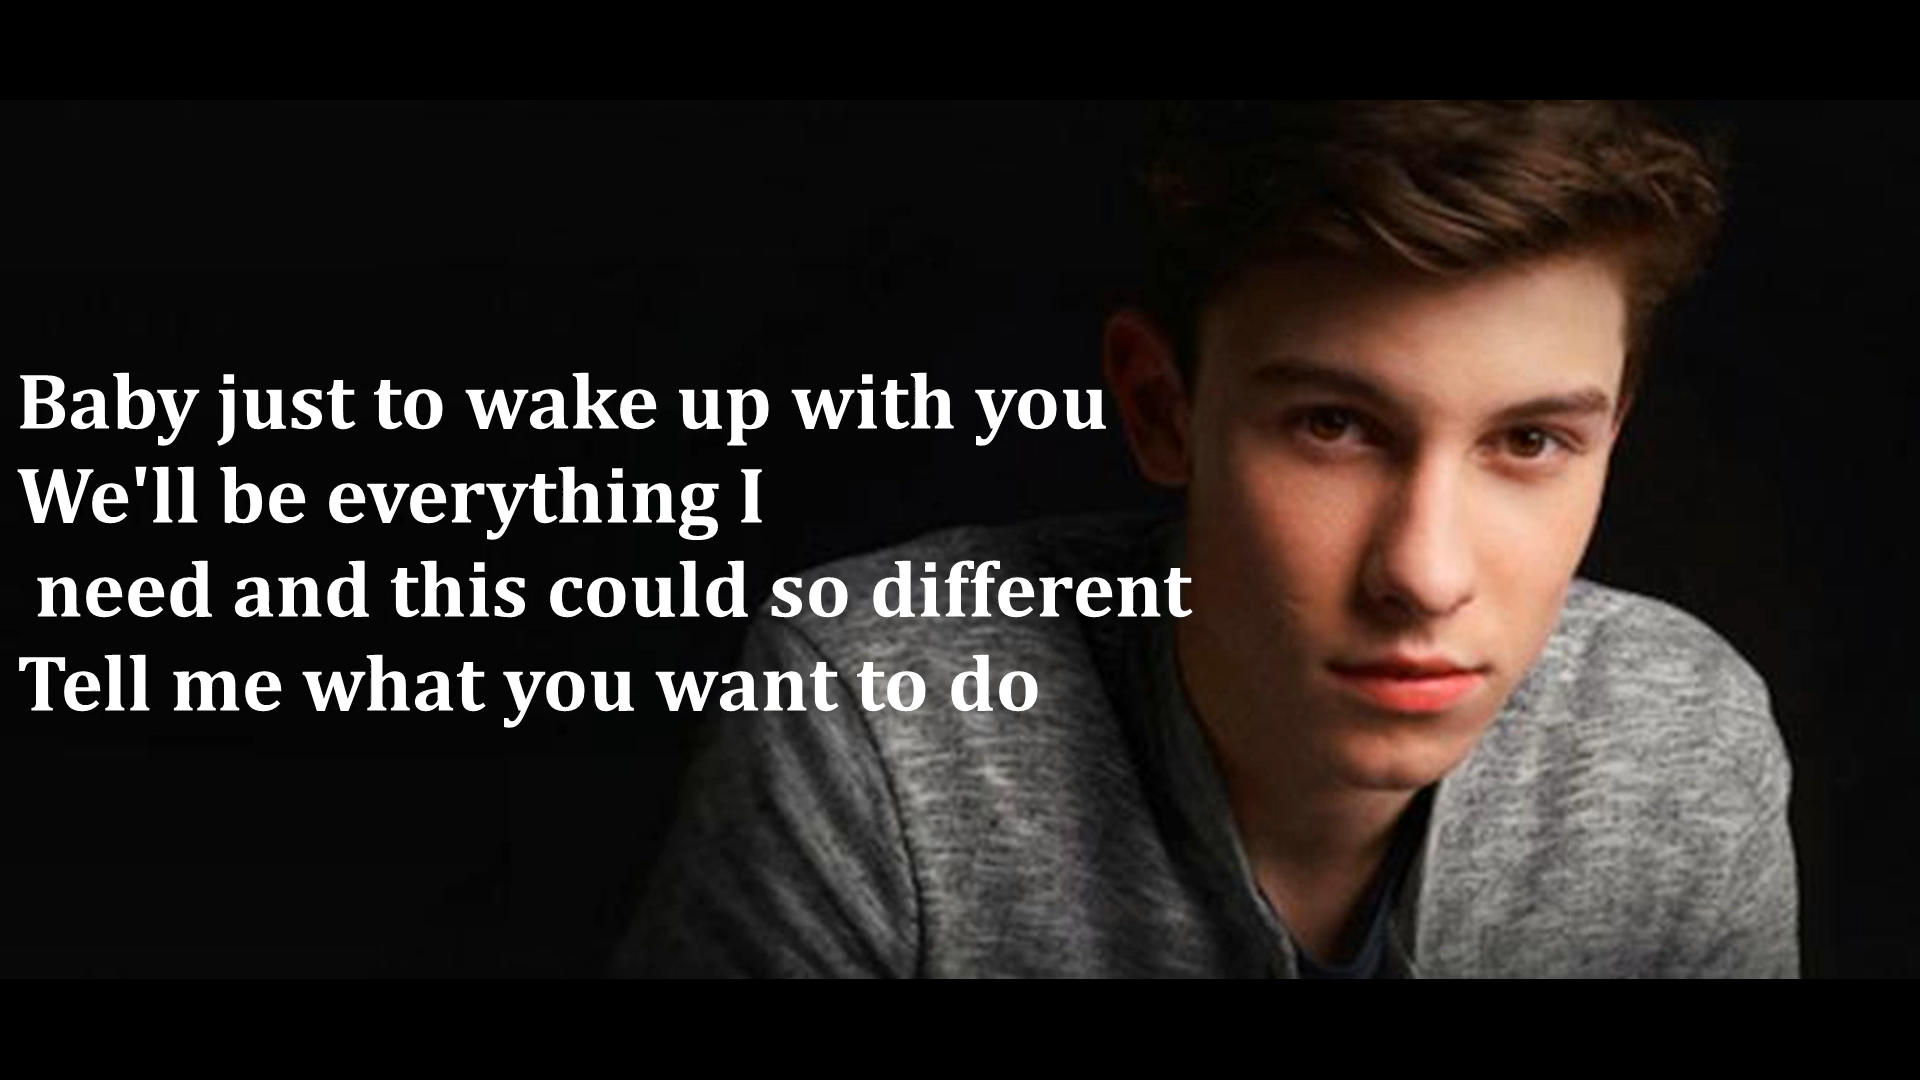 Baby just to wake up with you
We'll be everything I
need and this could so different
Tell me what you want to do